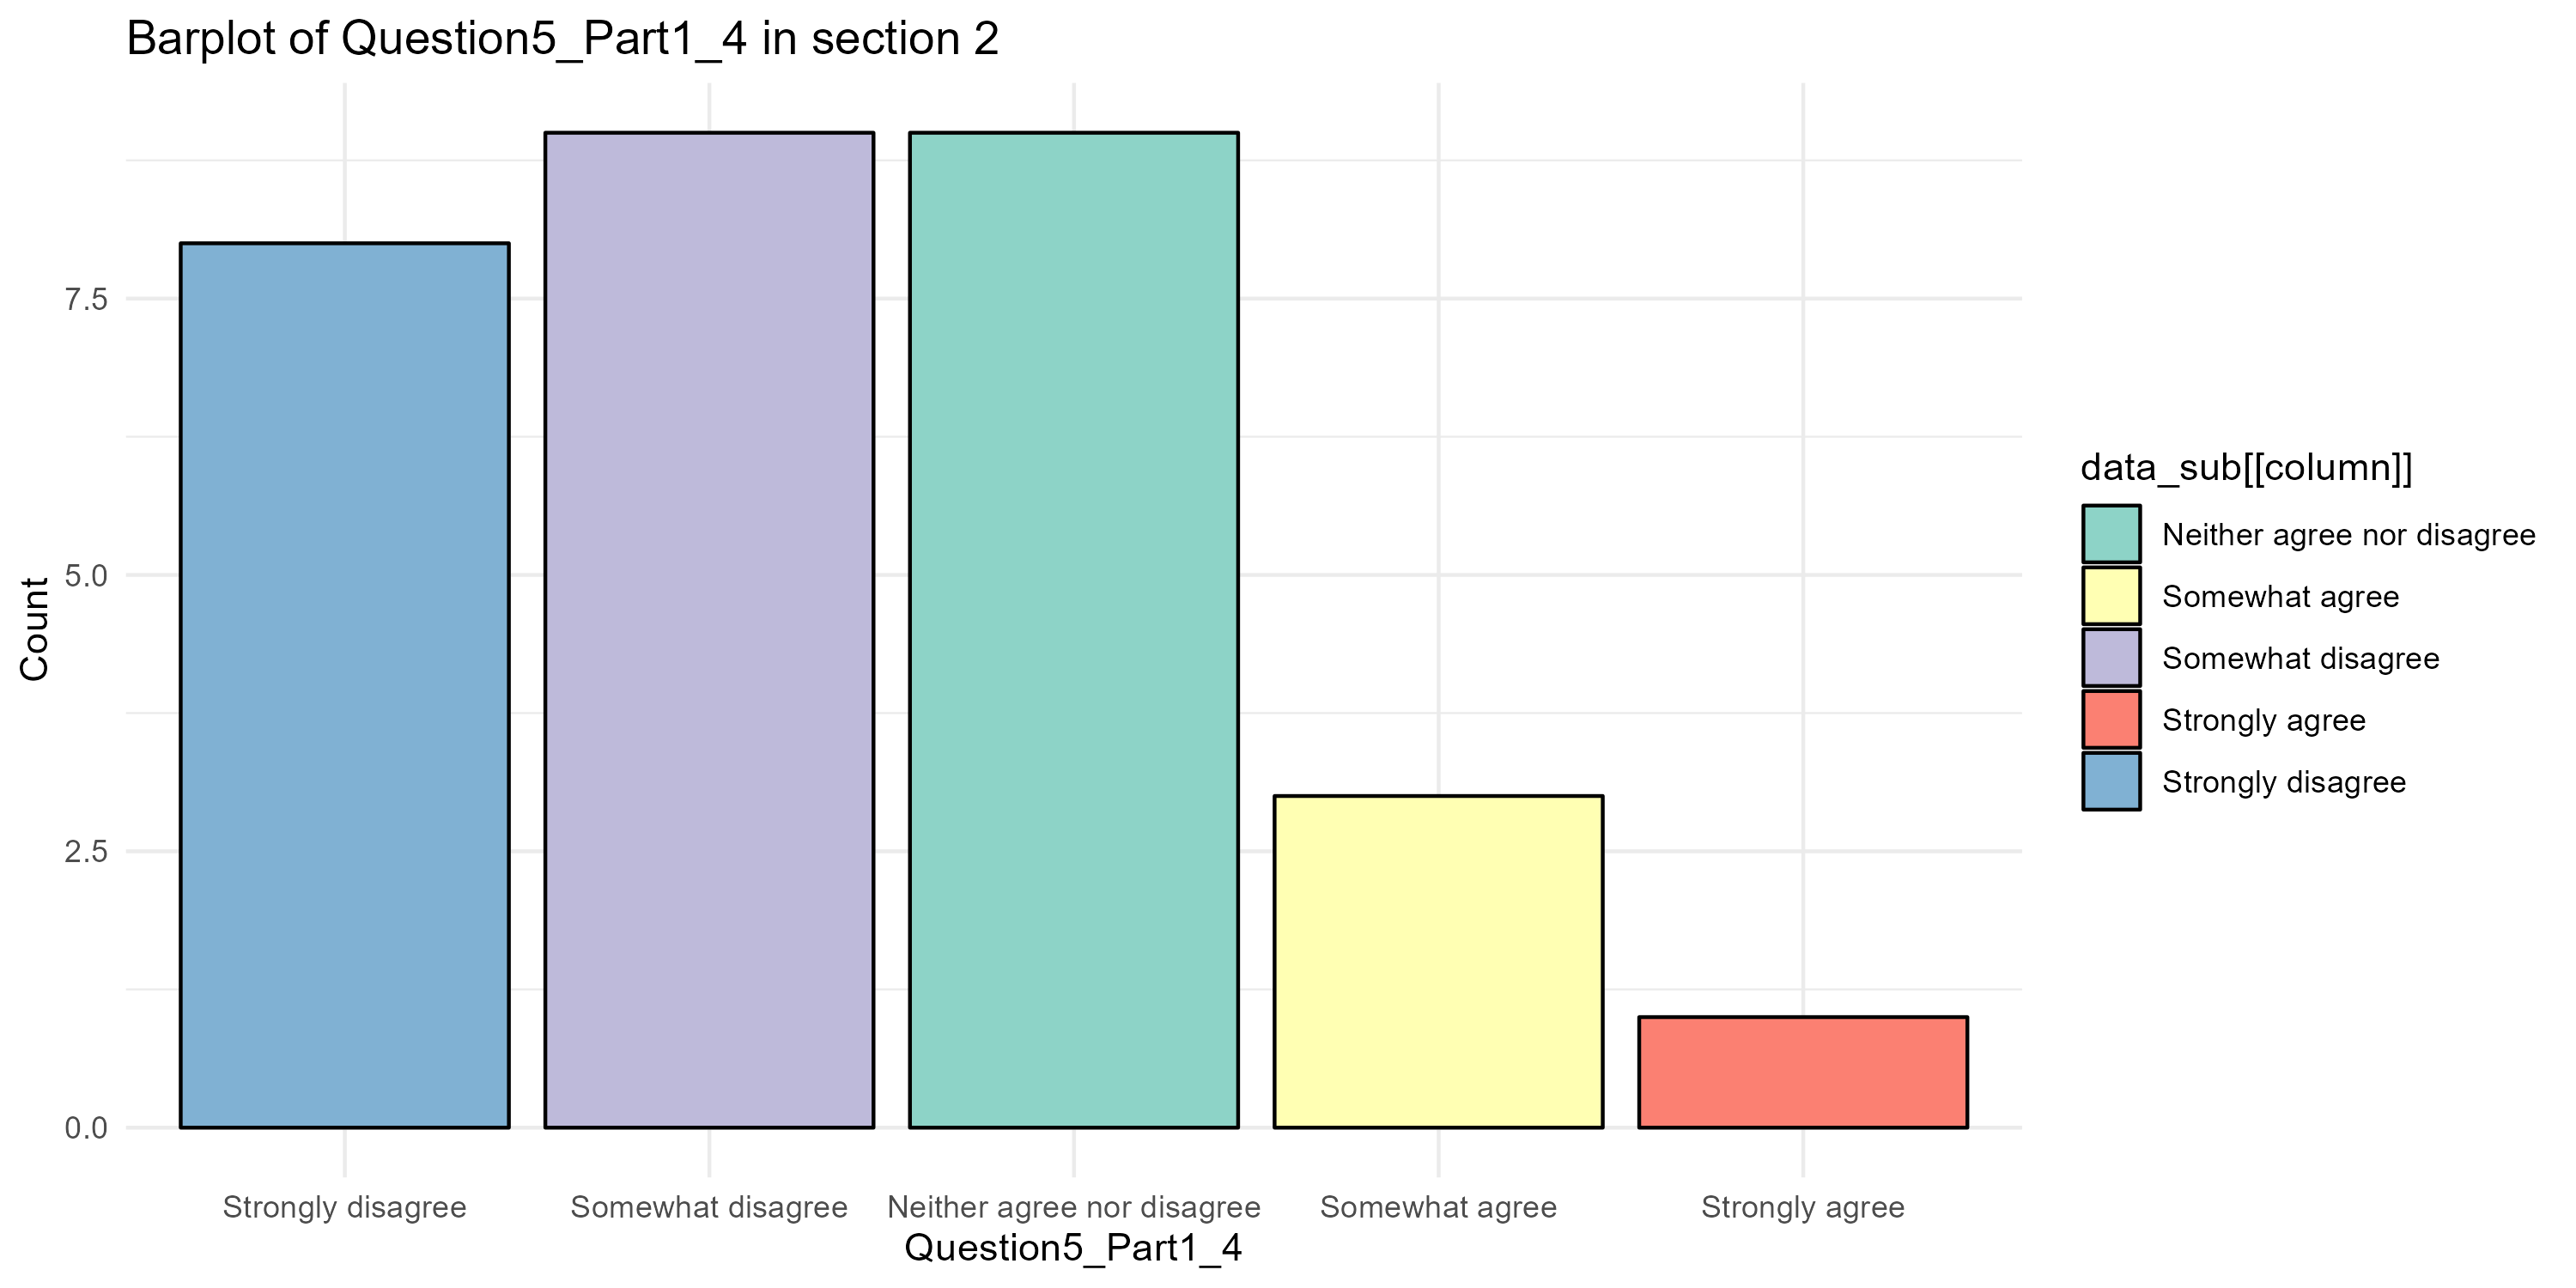 Barplot of Question5_Part1_4 in section 2
Count
7.5
5.0
2.5
0.0
Strongly disagree
Somewhat disagree
Neither agree nor disagree
Somewhat agree
Strongly agree
Question5_Part1_4
data_sub[[column]]
Neither agree nor disagree
Somewhat agree
Somewhat disagree
Strongly agree
Strongly disagree